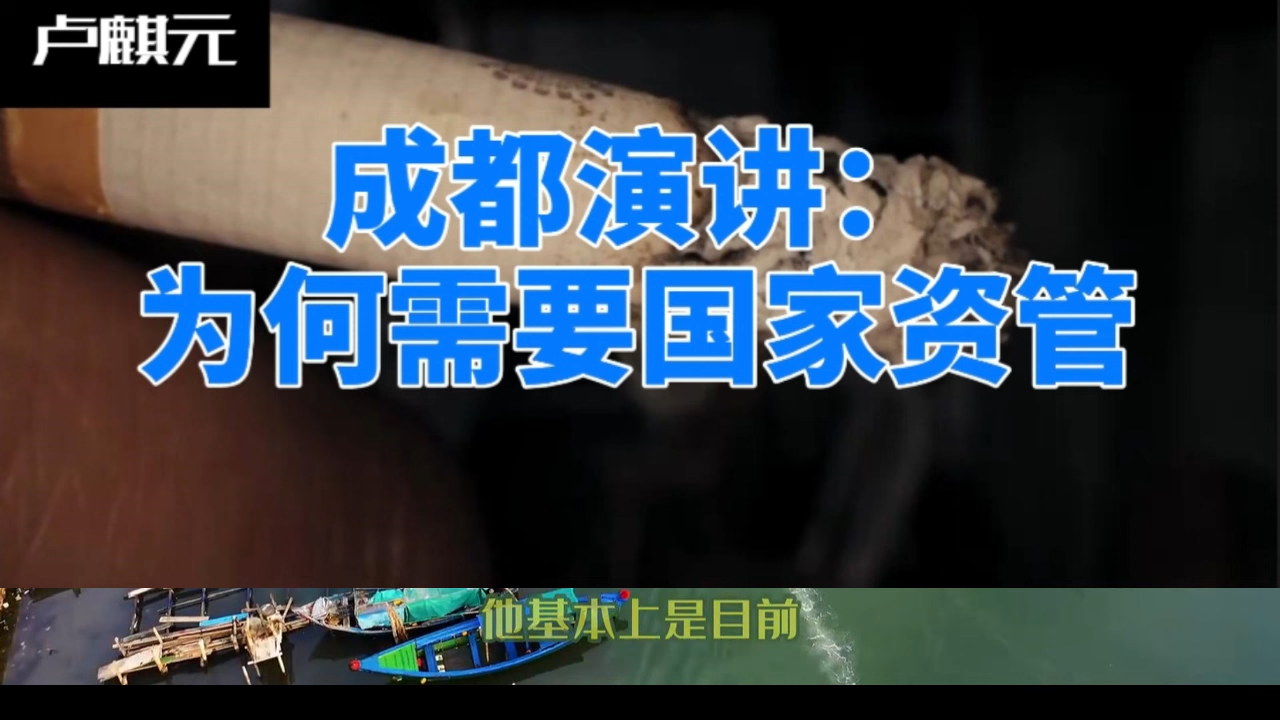 卢麒元
成都演讲：
为何需要国家资管
他基本上是目前